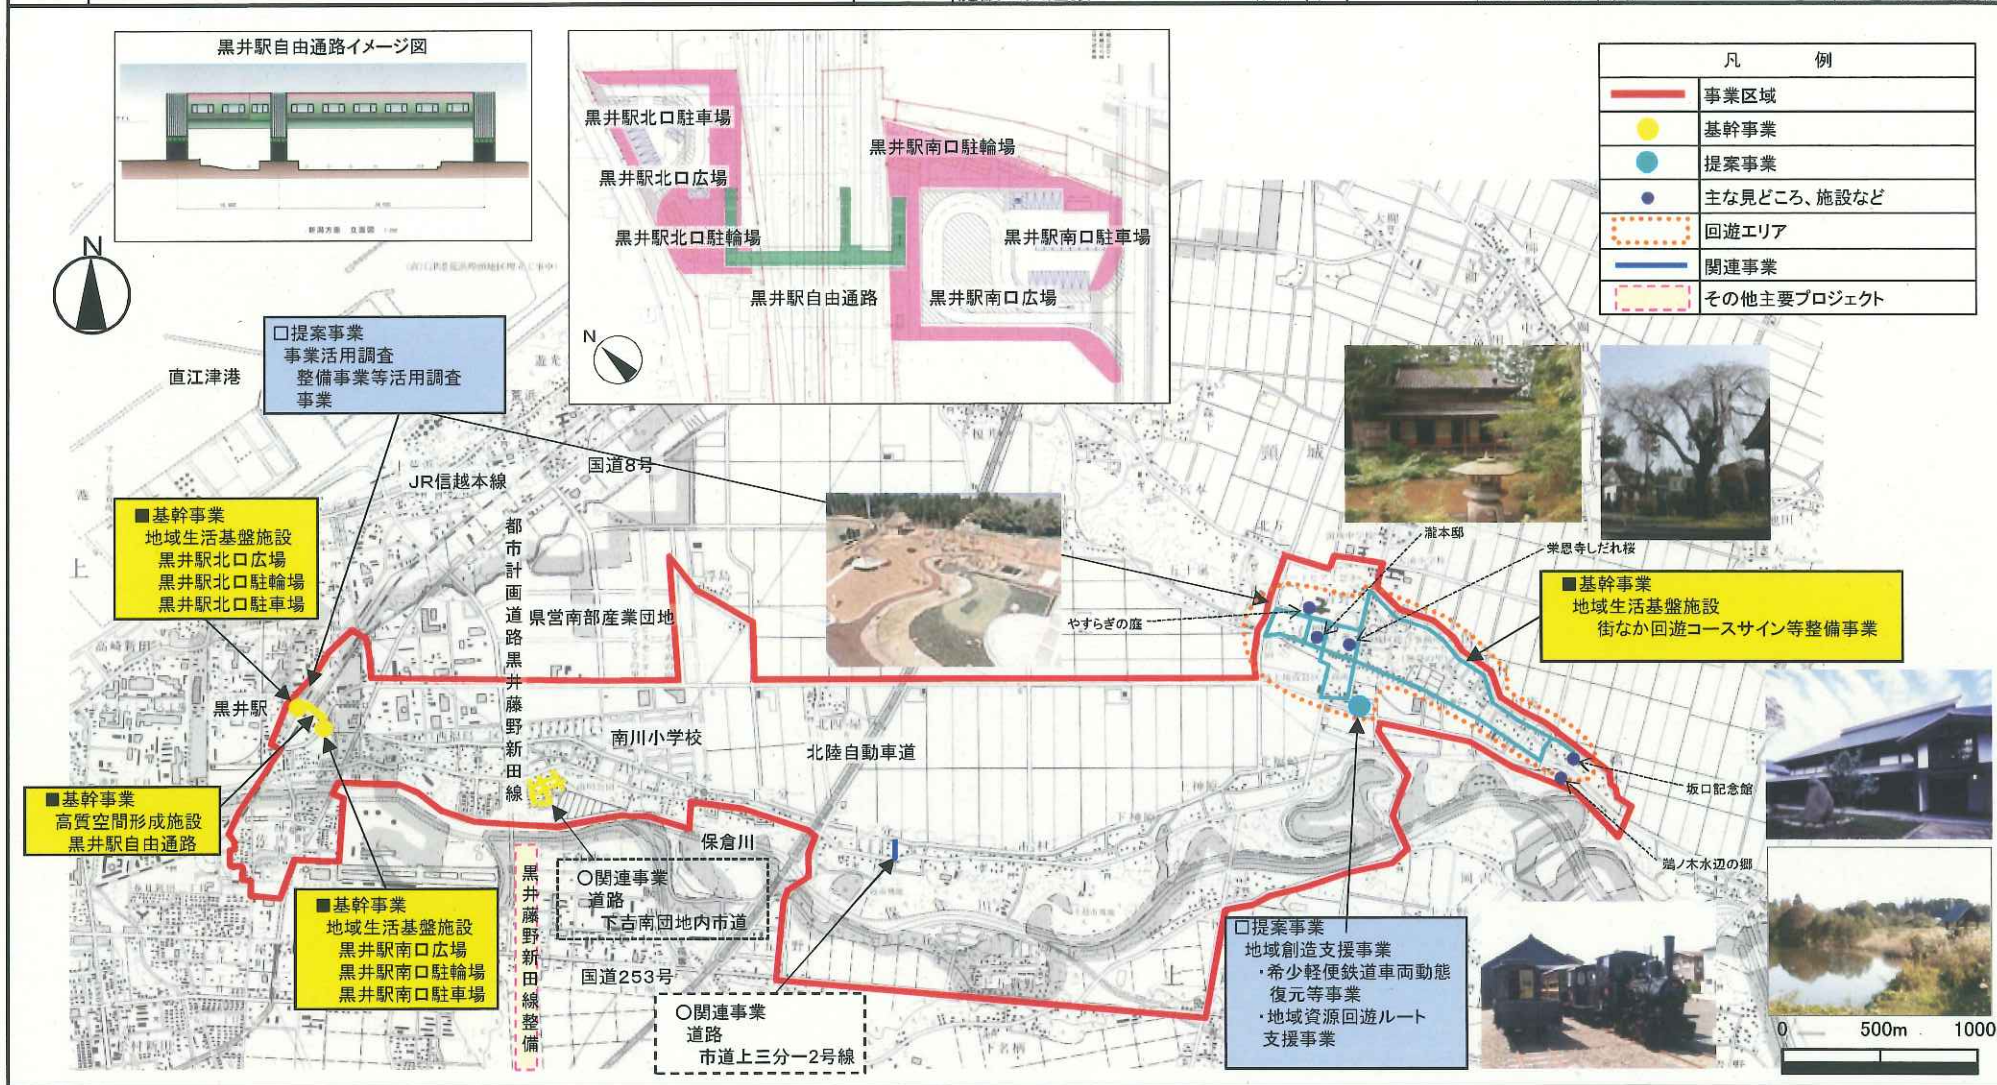 黒井駅自由通路イメージ図
新潟方面 立面図
N
黒井駅北口駐車場
黒井駅北口広場
黒井駅北口駐輪場
黒井駅南口駐輪場
黒井駅南口駐車場
黒井駅自由通路
黒井駅南口広場
N
凡 例
事業区域
基幹事業
提案事業
主な見どころ、施設など
回遊エリア
関連事業
その他主要プロジェクト
□提案事業
事業活用調査
整備事業等活用調査
事業
直江津港
国道8号
JR信越本線
■基幹事業
地域生活基盤施設
黒井駅北口広場
黒井駅北口駐輪場
黒井駅北口駐車場
都市計画道路黒井藤野新田線
県営南部産業団地
やすらぎの庭
瀧本邸
栄恩寺しだれ桜
■基幹事業
地域生活基盤施設
街なか回遊コースサイン等整備事業
黒井駅
南川小学校
北陸自動車道
■基幹事業
高質空間形成施設
黒井駅自由通路
坂口記念館
鵜ノ木水辺の郷
保倉川
■基幹事業
地域生活基盤施設
黒井駅南口広場
黒井駅南口駐輪場
黒井駅南口駐車場
黒井藤野新田線整備
○関連事業
道路
下吉南団地内市道
国道253号
○関連事業
道路
市道上三分一2号線
□提案事業
地域創造支援事業
・希少軽便鉄道車両動態
復元等事業
・地域資源回遊ルート
支援事業
0 500m 1000